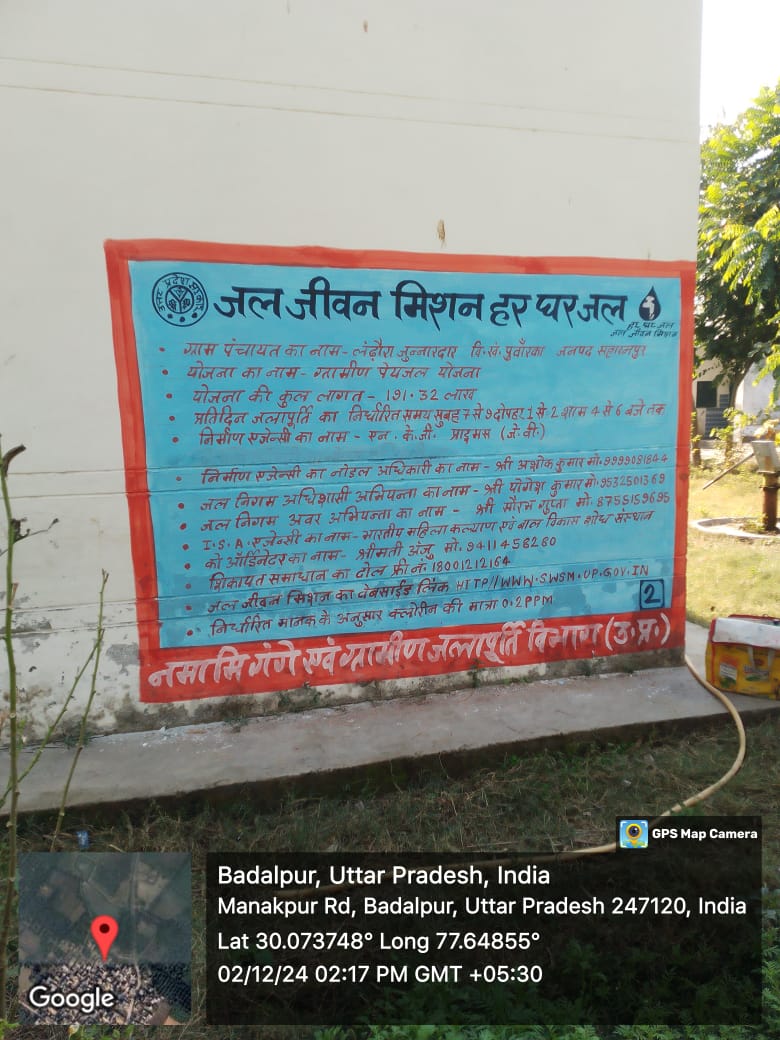 उत्तर प्रदेश सरकार
जल जीवन मिशन हर घर जल
हर घर जल
जल जीवन मिशन
• ग्राम पंचायत का नाम - लंढौरा जुन्नारदार वि.खं. पुवाँरका जनपद सहारनपुर
• योजना का नाम - ग्रामीण पेयजल योजना
• योजना की कुल लागत - 191.32 लाख
• प्रतिदिन जलापूर्ति का निर्धारित समय सुबह 7 से 9 दोपहर 1 से 2 शाम 4 से 6 बजे तक
• निर्माण एजेन्सी का नाम - एन. के.जी. प्राइमस (जे.वी.)
• निर्माण एजेन्सी का नोडल अधिकारी का नाम - श्री अशोक कुमार मो. 9999081844
• जल निगम अधिशासी अभियन्ता का नाम - श्री योगेश कुमार मो. 9532501369
• जल निगम अवर अभियन्ता का नाम - श्री सौरभ गुप्ता मो. 8755159695
• I.S.A. एजेन्सी का नाम - भारतीय महिला कल्याण एवं बाल विकास शोध संस्थान
• को ऑर्डिनेटर का नाम - श्रीमती अंजू मो. 9411456260
• शिकायत समाधान का टोल फ्री नं. 18001212164
• जल जीवन मिशन का वेबसाईड लिंक HTTP//WWW.SWSM.UP.GOV.IN
• निर्धारित मानक के अनुसार क्लोरीन की मात्रा 0.2PPM
2
नमामि गंगे एवं ग्रामीण जलापूर्ति विभाग (उ.प्र.)
GPS Map Camera
Badalpur, Uttar Pradesh, India
Manakpur Rd, Badalpur, Uttar Pradesh 247120, India
Lat 30.073748° Long 77.64855°
02/12/24 02:17 PM GMT +05:30
Google